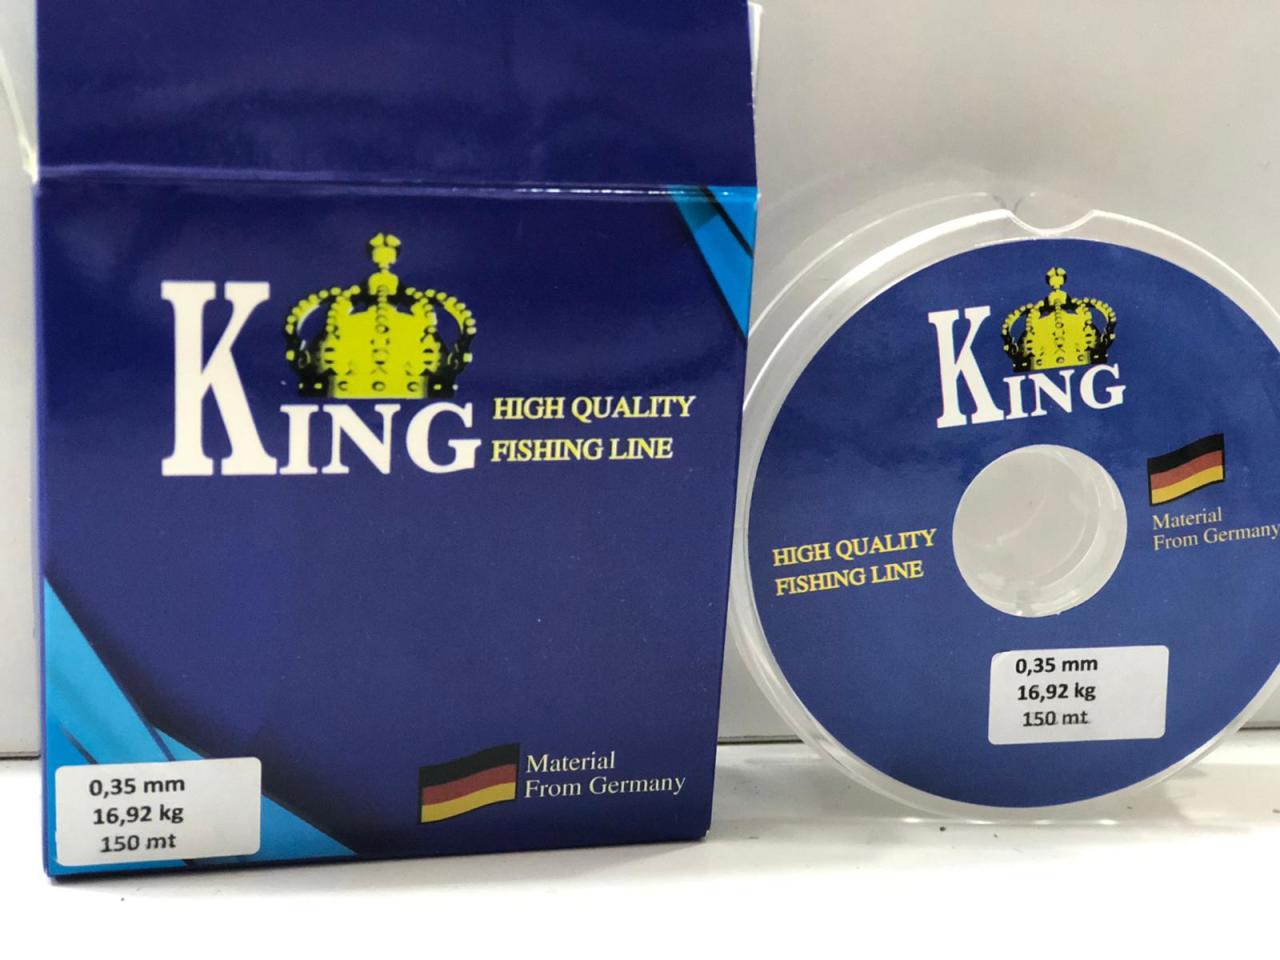 KING
HIGH QUALITY
FISHING LINE
Material
From Germany
0,35 mm
16,92 kg
150 mt
KING
HIGH QUALITY
FISHING LINE
Material
From Germany
0,35 mm
16,92 kg
150 mt